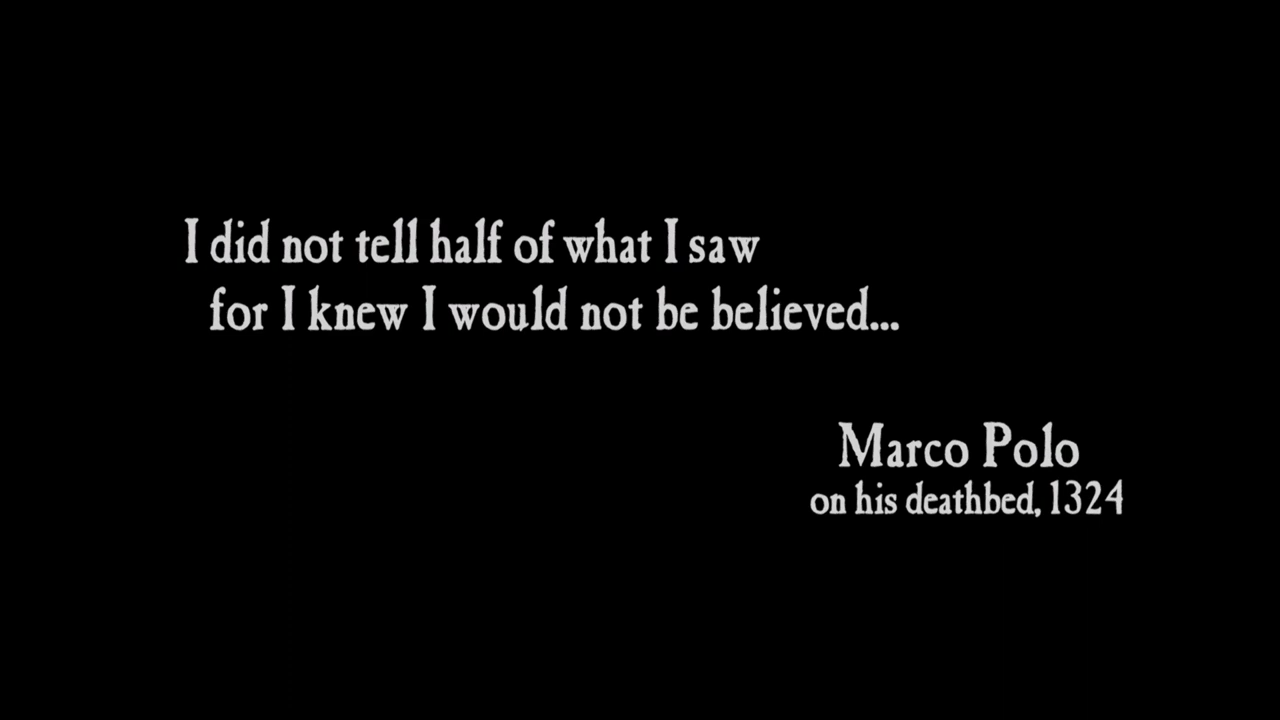 I did not tell half of what I saw
for I knew I would not be believed...
Marco Polo
on his deathbed, 1324